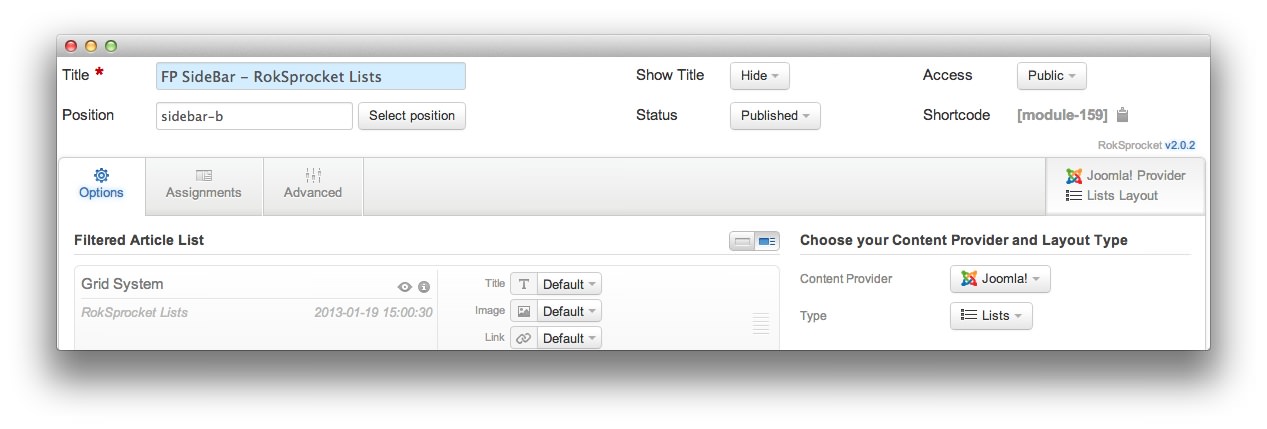 Title * FP SideBar – RokSprocket Lists Show Title Hide Access Public
Position sidebar-b Select position Status Published Shortcode [module-159]
RokSprocket v2.0.2
Options Assignments Advanced Joomla! Provider
Lists Layout
Filtered Article List
Grid System
RokSprocket Lists 2013-01-19 15:00:30
Title T Default
Image Default
Link Default
Choose your Content Provider and Layout Type
Content Provider Joomla!
Type Lists